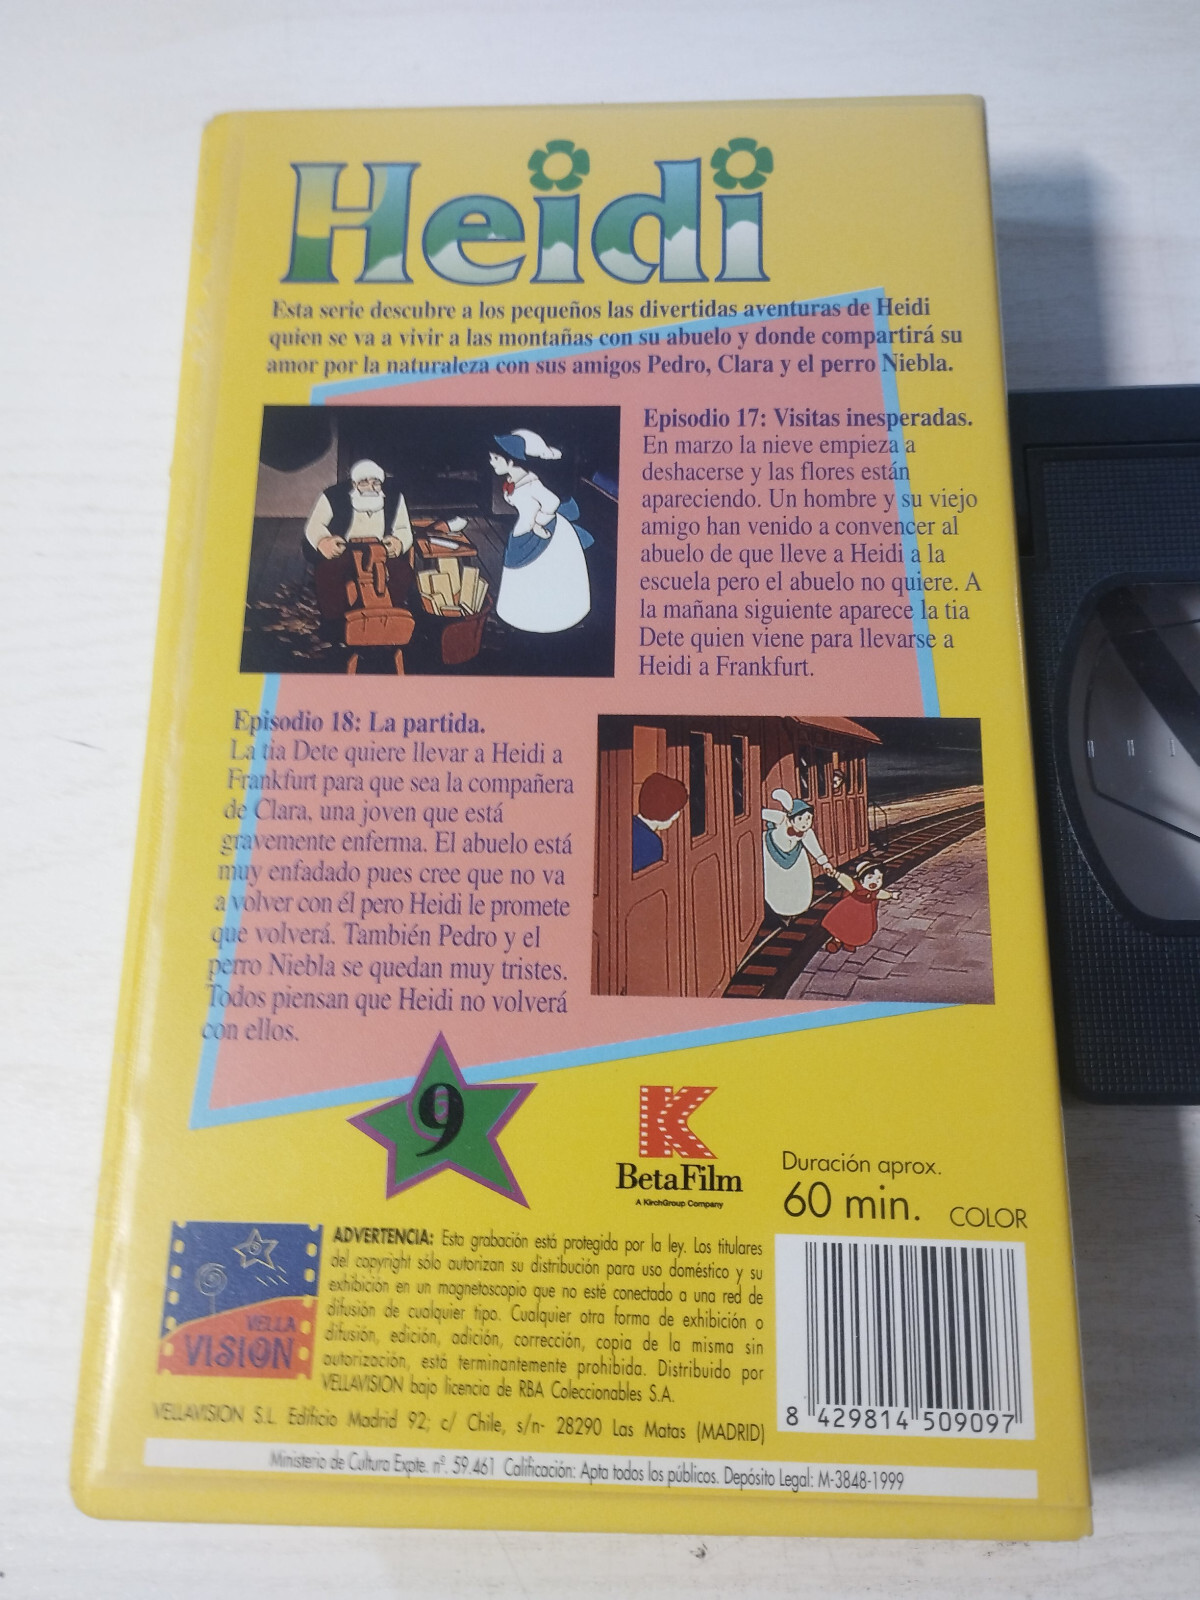 Heidi
Esta serie descubre a los pequeños las divertidas aventuras de Heidi
quien se va a vivir a las montañas con su abuelo y donde compartirá su
amor por la naturaleza con sus amigos Pedro, Clara y el perro Niebla.
Episodio 17: Visitas inesperadas.
En marzo la nieve empieza a
deshacerse y las flores están
apareciendo. Un hombre y su viejo
amigo han venido a convencer al
abuelo de que lleve a Heidi a la
escuela pero el abuelo no quiere. A
la mañana siguiente aparece la tia
Dete quien viene para llevarse a
Heidi a Frankfurt.
Episodio 18: La partida.
La tia Dete quiere llevar a Heidi a
Frankfurt para que sea la compañera
de Clara, una joven que está
gravemente enferma. El abuelo está
muy enfadado pues cree que no va
a volver con él pero Heidi le promete
que volverá. También Pedro y el
perro Niebla se quedan muy tristes.
Todos piensan que Heidi no volverá
con ellos.
9
K
BetaFilm
A KirchGroup Company
Duración aprox.
60 min.
COLOR
VELLA
VISION
ADVERTENCIA: Esta grabación está protegida por la ley. Los titulares
del copyright sólo autorizan su distribución para uso doméstico y su
exhibición en un magnetoscopio que no esté conectado a una red de
difusión de cualquier tipo. Cualquier otra forma de exhibición o
difusión, edición, adición, corrección, copia de la misma sin
autorización, está terminantemente prohibida. Distribuido por
VELLAVISION bajo licencia de RBA Coleccionables S.A.
VELLAVISION S.L. Edificio Madrid 92; c/ Chile, s/n- 28290 Las Matas (MADRID)
8 429814 509097
Ministerio de Cultura Expte. nº. 59.461 Calificación: Apta todos los públicos. Depósito Legal: M-3848-1999